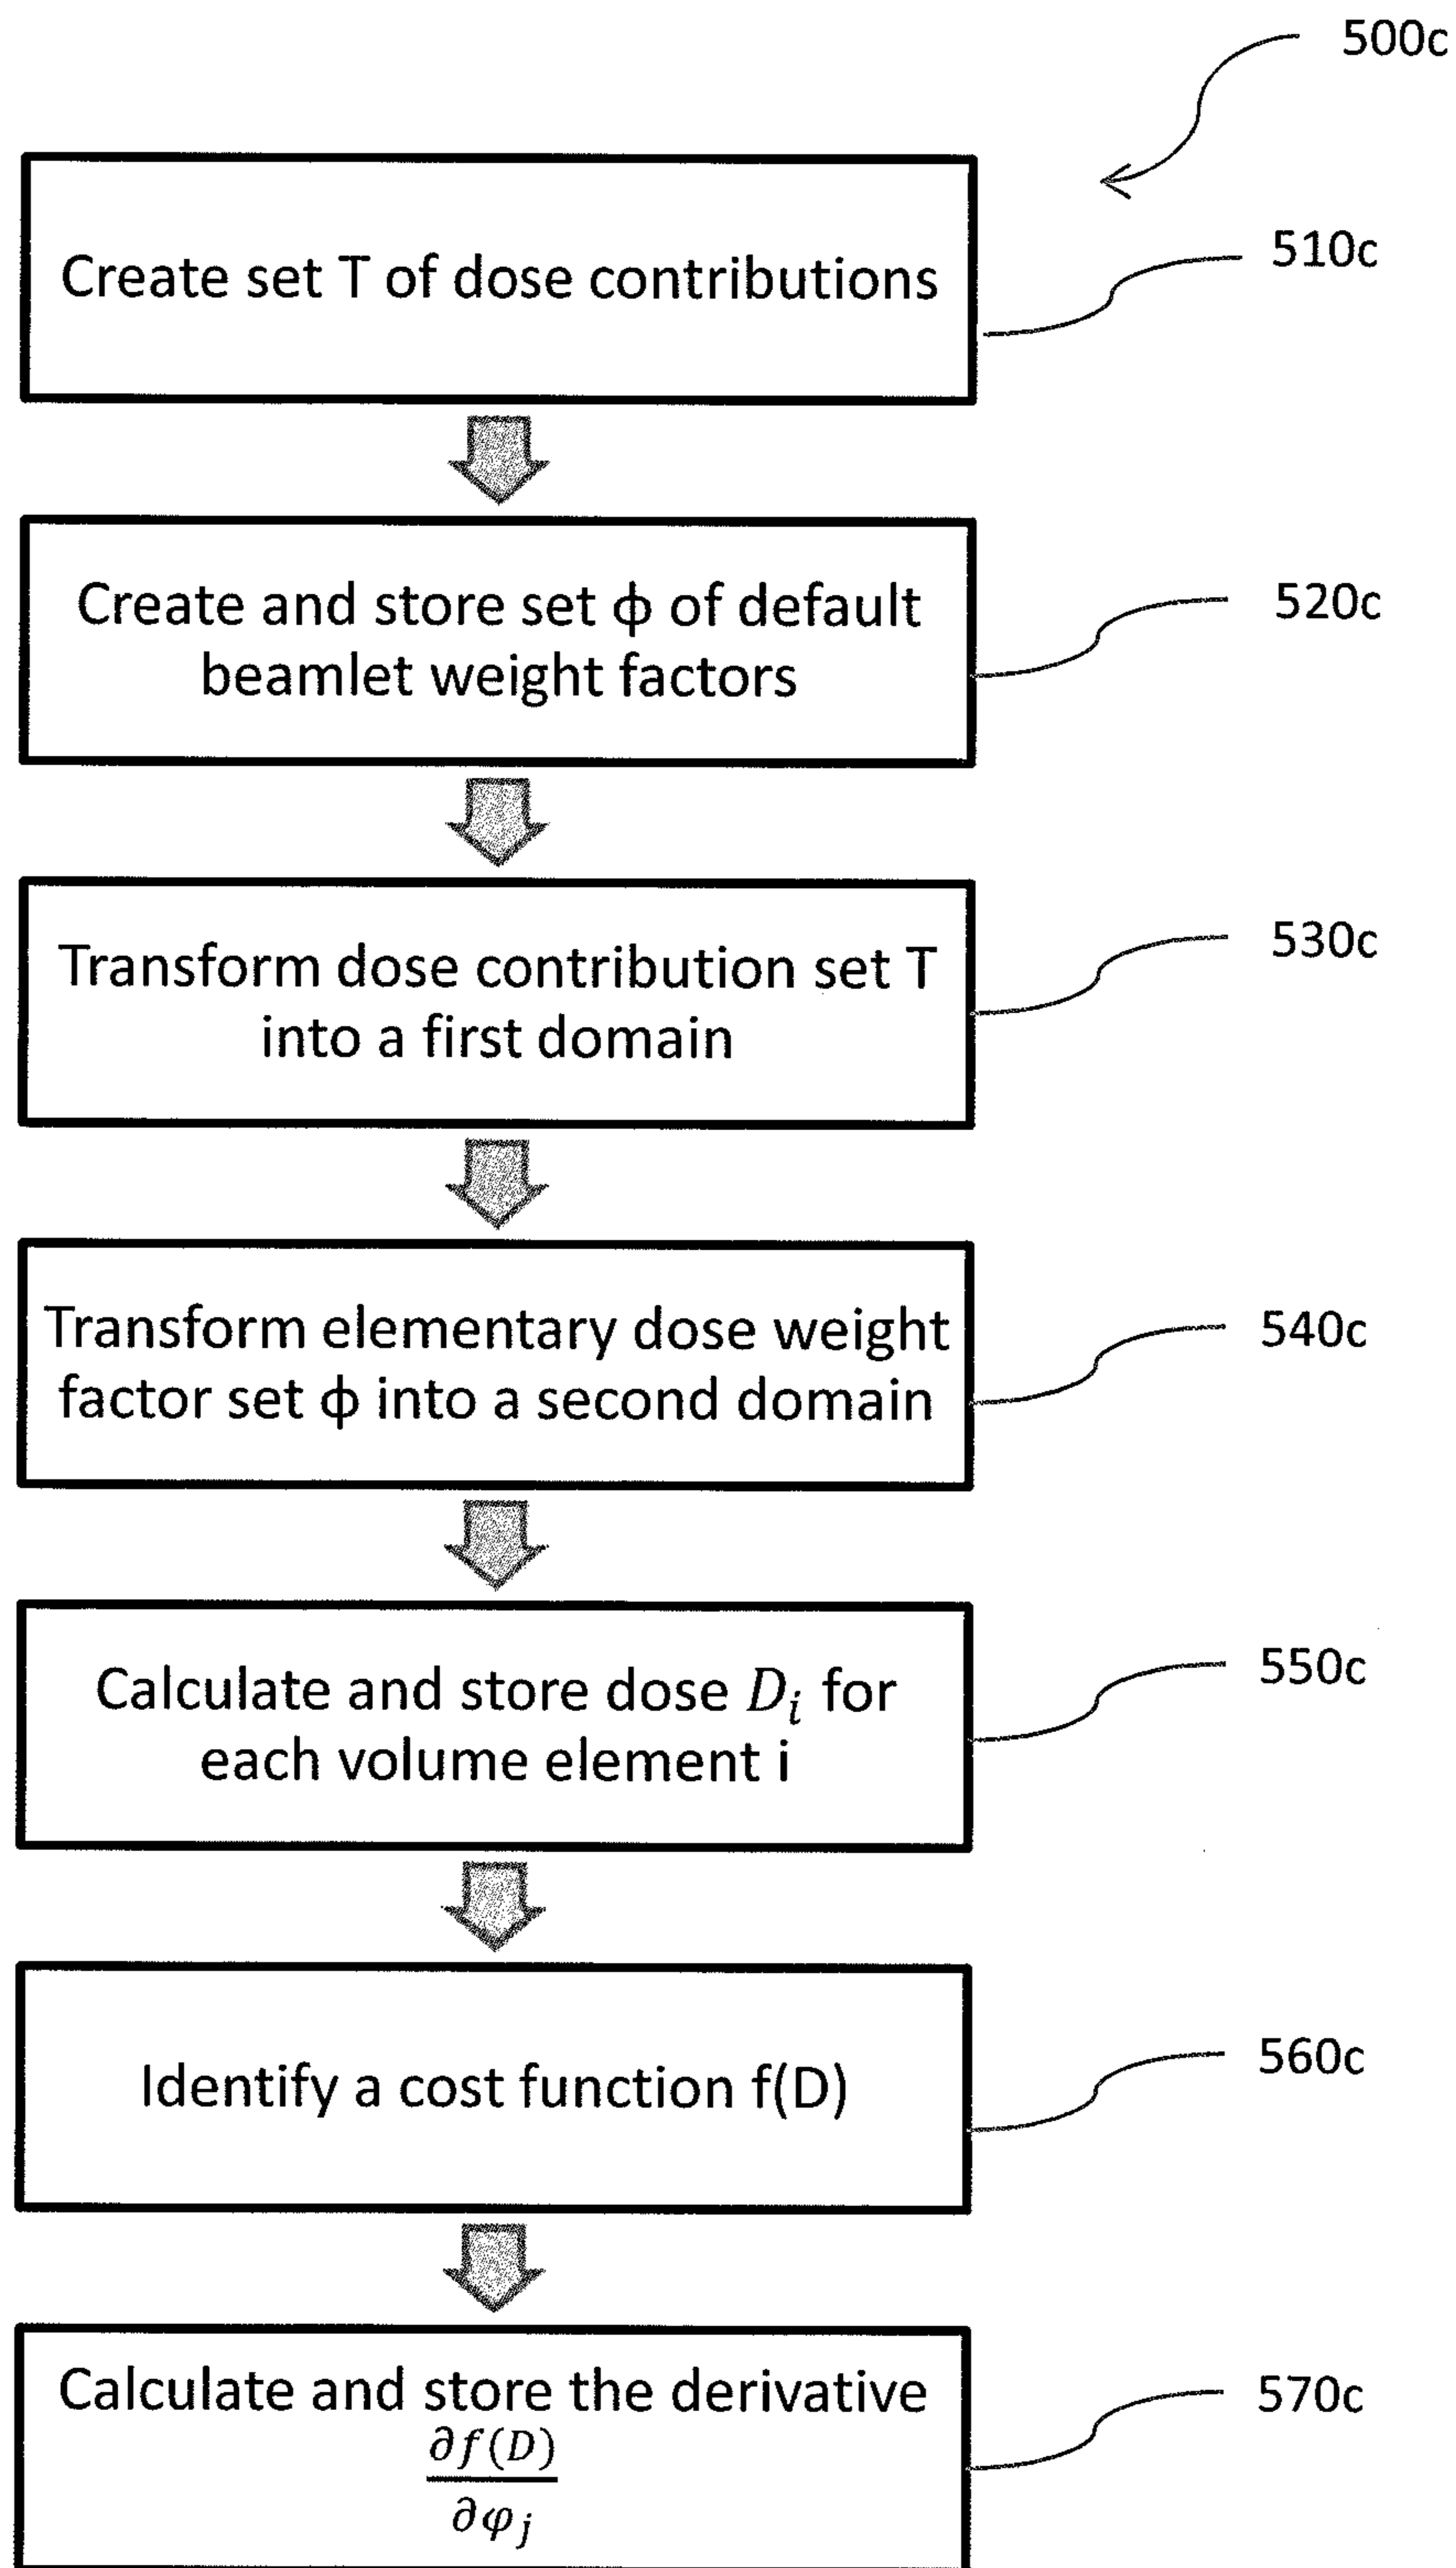 500c
Create set T of dose contributions
510c
Create and store set ϕ of default
beamlet weight factors
520c
Transform dose contribution set T
into a first domain
530c
Transform elementary dose weight
factor set ϕ into a second domain
540c
Calculate and store dose D_i for
each volume element i
550c
Identify a cost function f(D)
560c
Calculate and store the derivative
∂f(D)
∂φ_j
570c